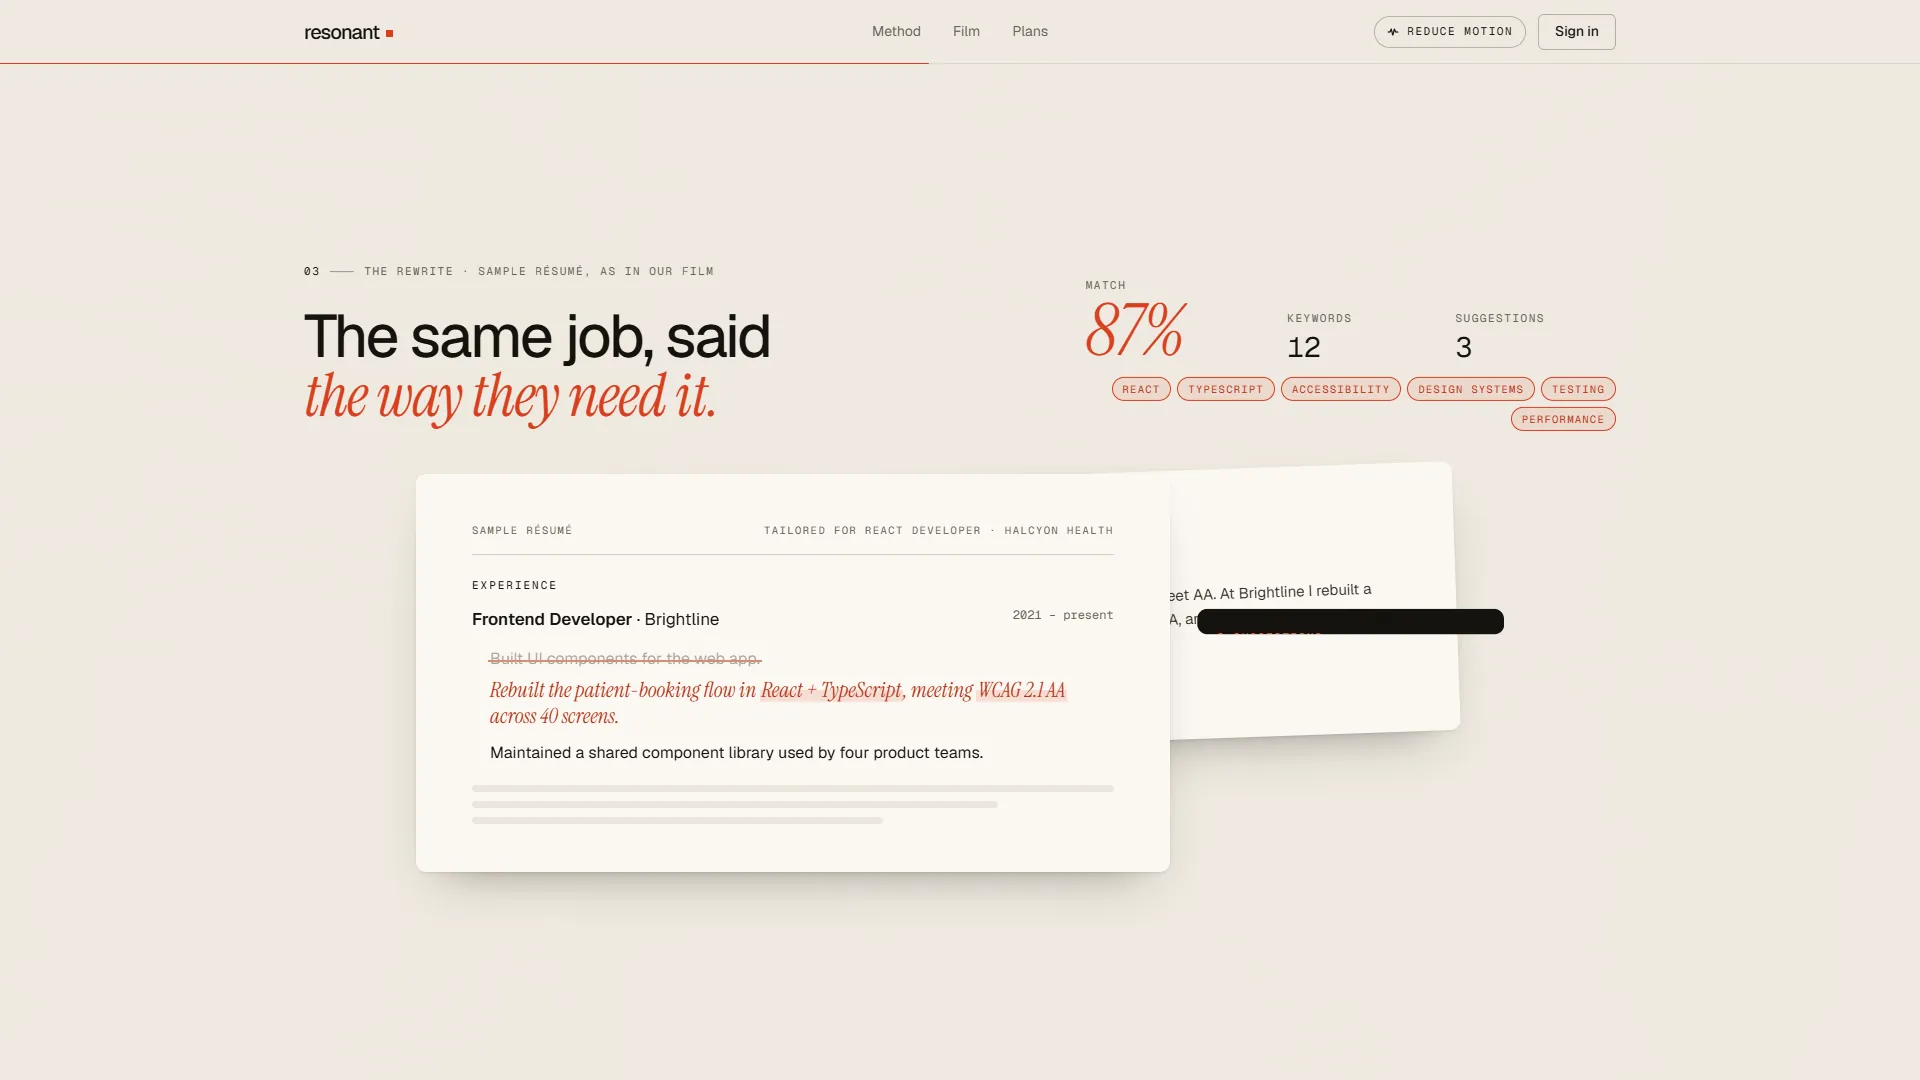 resonant
Method
Film
Plans
REDUCE MOTION
Sign in
03 — THE REWRITE · SAMPLE RÉSUMÉ, AS IN OUR FILM
The same job, said
the way they need it.
MATCH
87%
KEYWORDS
12
SUGGESTIONS
3
REACT
TYPESCRIPT
ACCESSIBILITY
DESIGN SYSTEMS
TESTING
PERFORMANCE
SAMPLE RÉSUMÉ
TAILORED FOR REACT DEVELOPER · HALCYON HEALTH
EXPERIENCE
Frontend Developer · Brightline
2021 – present
Built UI components for the web app.
Rebuilt the patient-booking flow in React + TypeScript, meeting WCAG 2.1 AA
across 40 screens.
Maintained a shared component library used by four product teams.
AA. At Brightline I rebuilt a